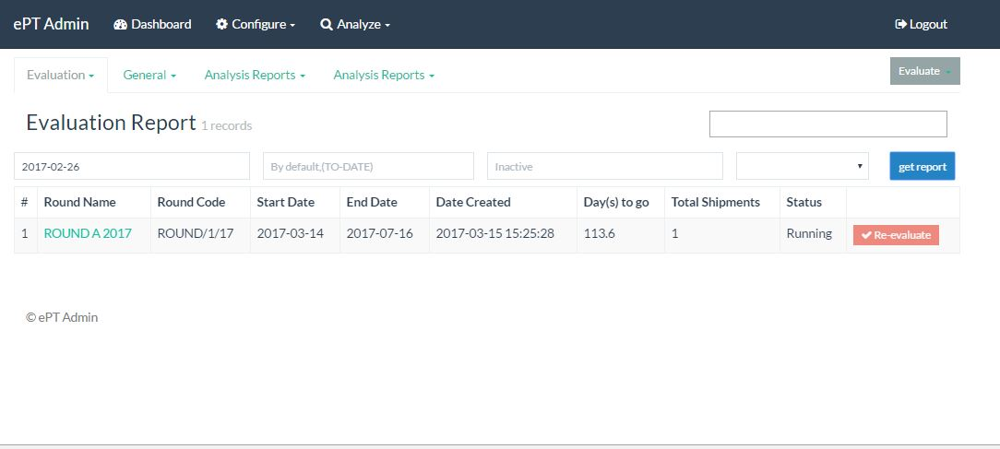 ePT Admin Dashboard Configure Analyze Logout
Evaluation General Analysis Reports Analysis Reports Evaluate
Evaluation Report 1 records
2017-02-26 By default,(TO-DATE) Inactive get report
# Round Name Round Code Start Date End Date Date Created Day(s) to go Total Shipments Status
1 ROUND A 2017 ROUND/1/17 2017-03-14 2017-07-16 2017-03-15 15:25:28 113.6 1 Running Re-evaluate
© ePT Admin